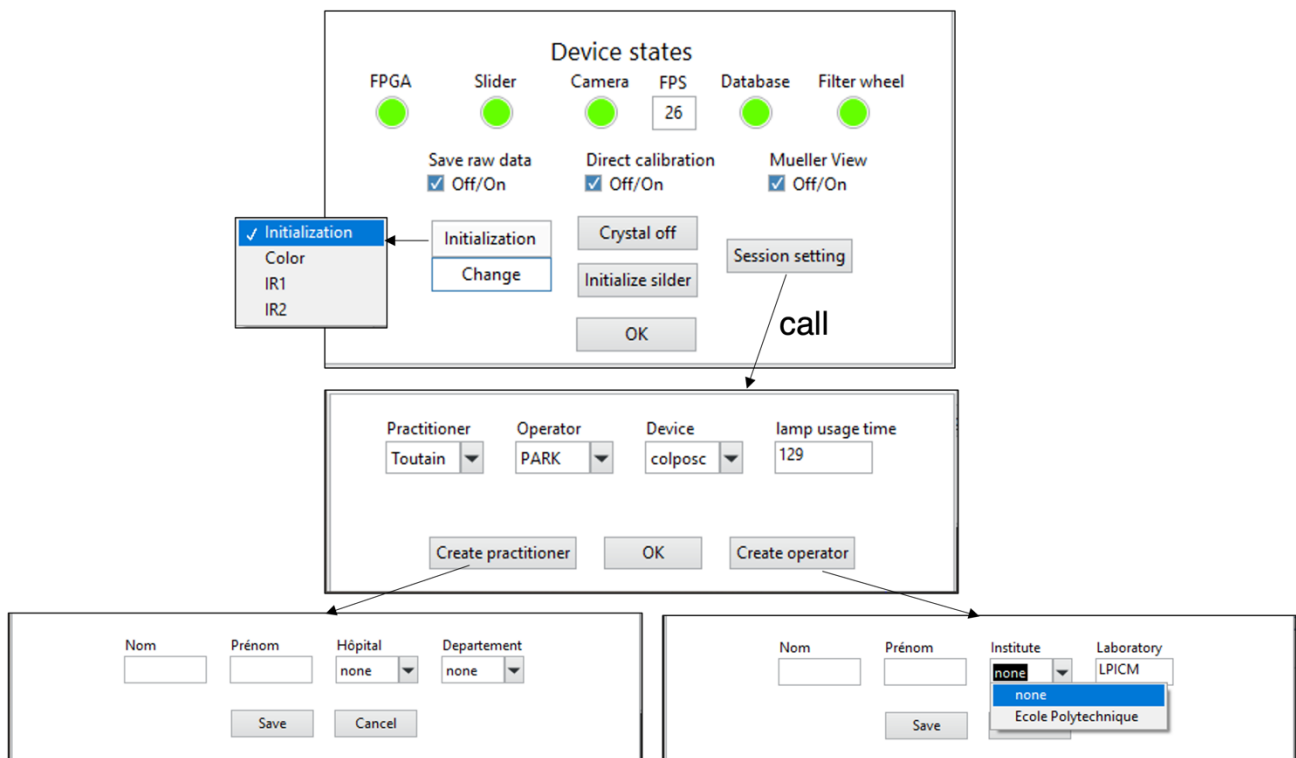 Device states
FPGA Slider Camera FPS Database Filter wheel
26
Save raw data Direct calibration Mueller View
Off/On Off/On Off/On
Initialization
Color
IR1
IR2
Initialization
Change
Crystal off
Initialize silder
Session setting
OK
call
Practitioner Operator Device lamp usage time
Toutain PARK colposc 129
Create practitioner OK Create operator
Nom Prénom Hôpital Departement
none none
Save Cancel
Nom Prénom Institute Laboratory
none LPICM
none
Ecole Polytechnique
Save